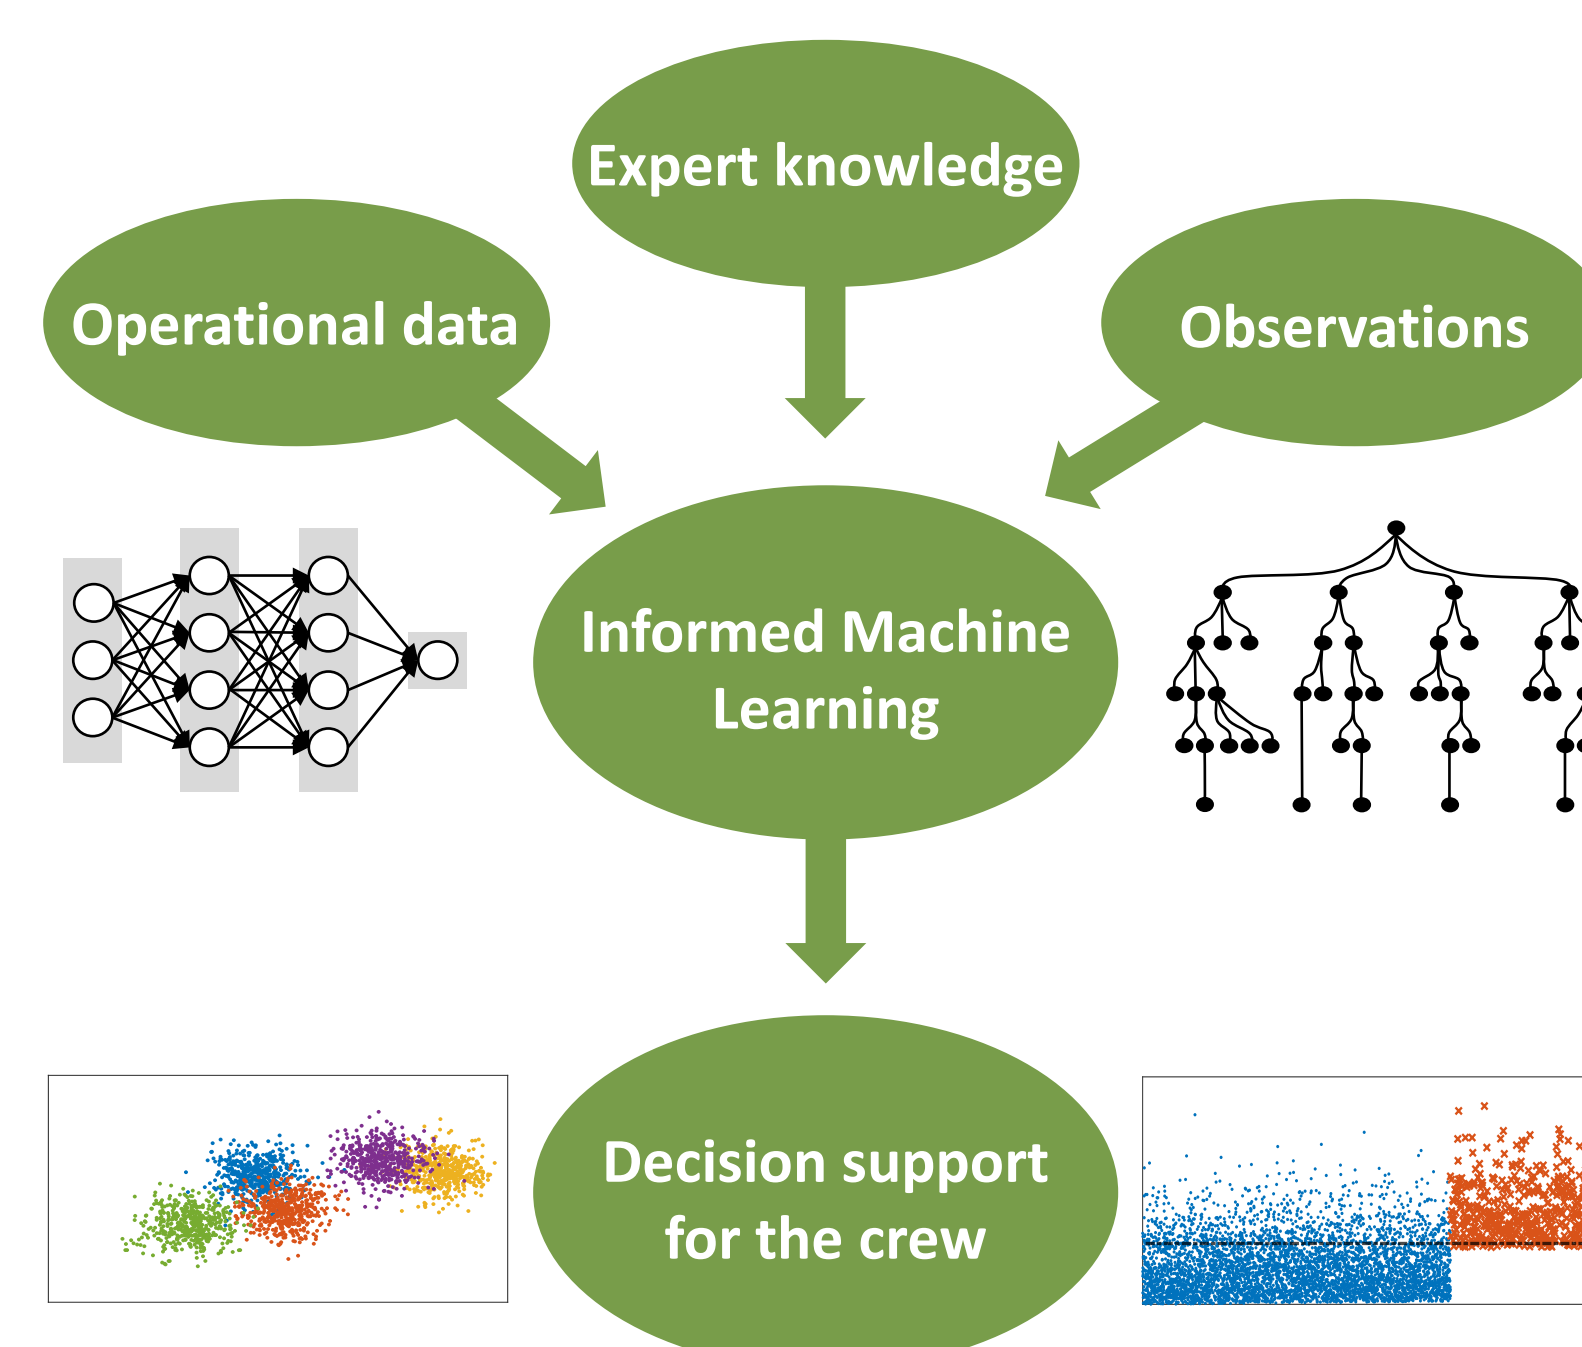 Expert knowledge
Operational data
Observations
Informed Machine
Learning
Decision support
for the crew